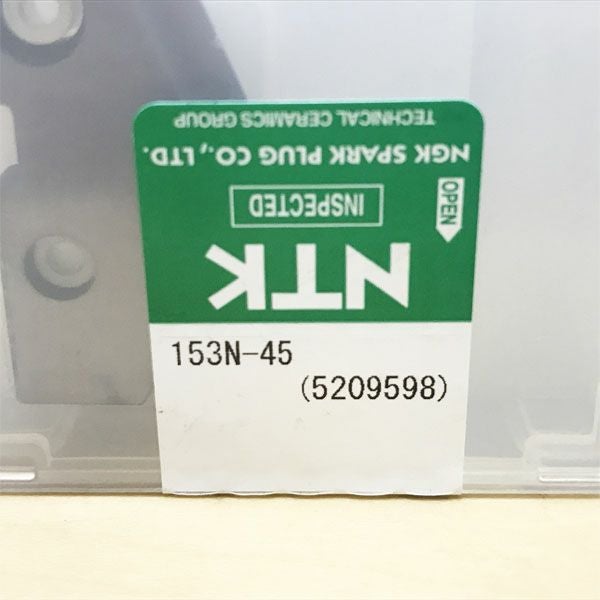 NTK
INSPECTED
OPEN
NGK SPARK PLUG CO., LTD.
TECHNICAL CERAMICS GROUP
153N-45
(5209598)